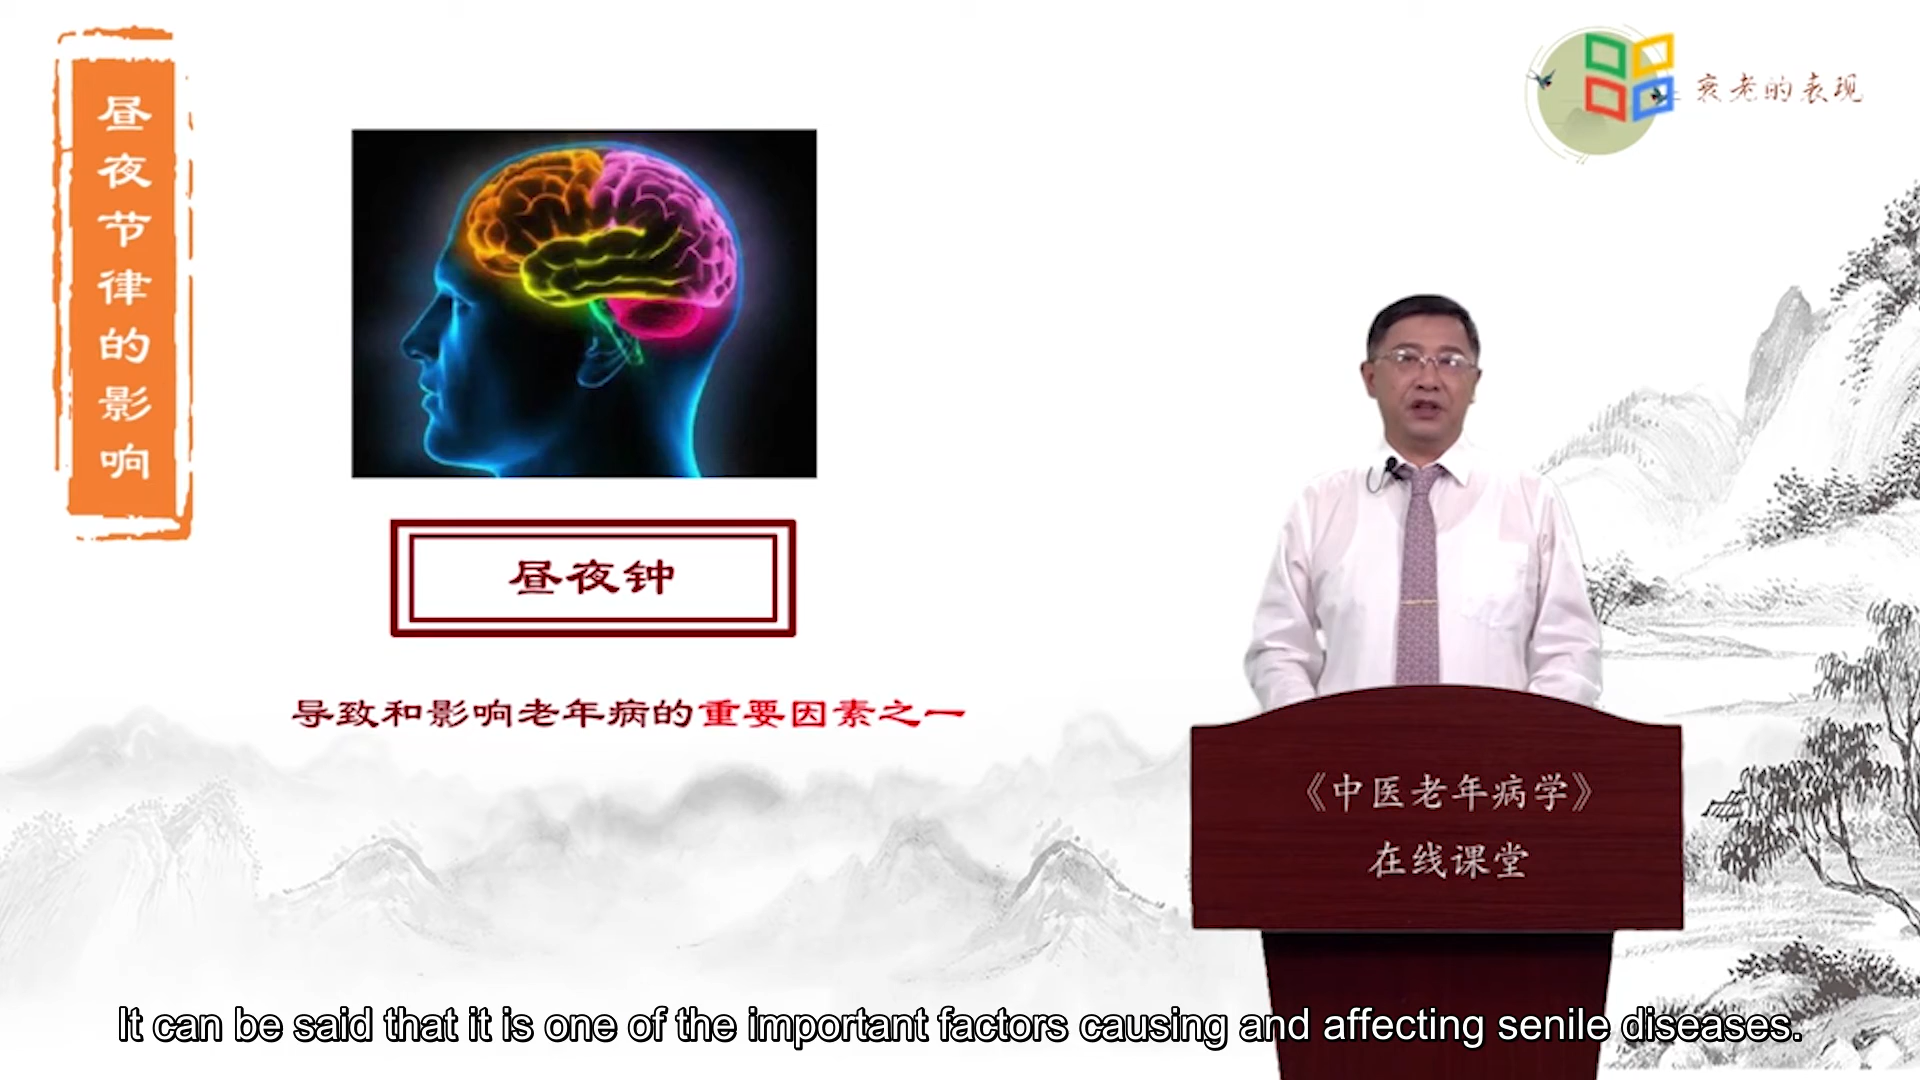 昼夜节律的影响
衰老的表现
昼夜钟
导致和影响老年病的重要因素之一
《中医老年病学》
在线课堂
It can be said that it is one of the important factors causing and affecting senile diseases.